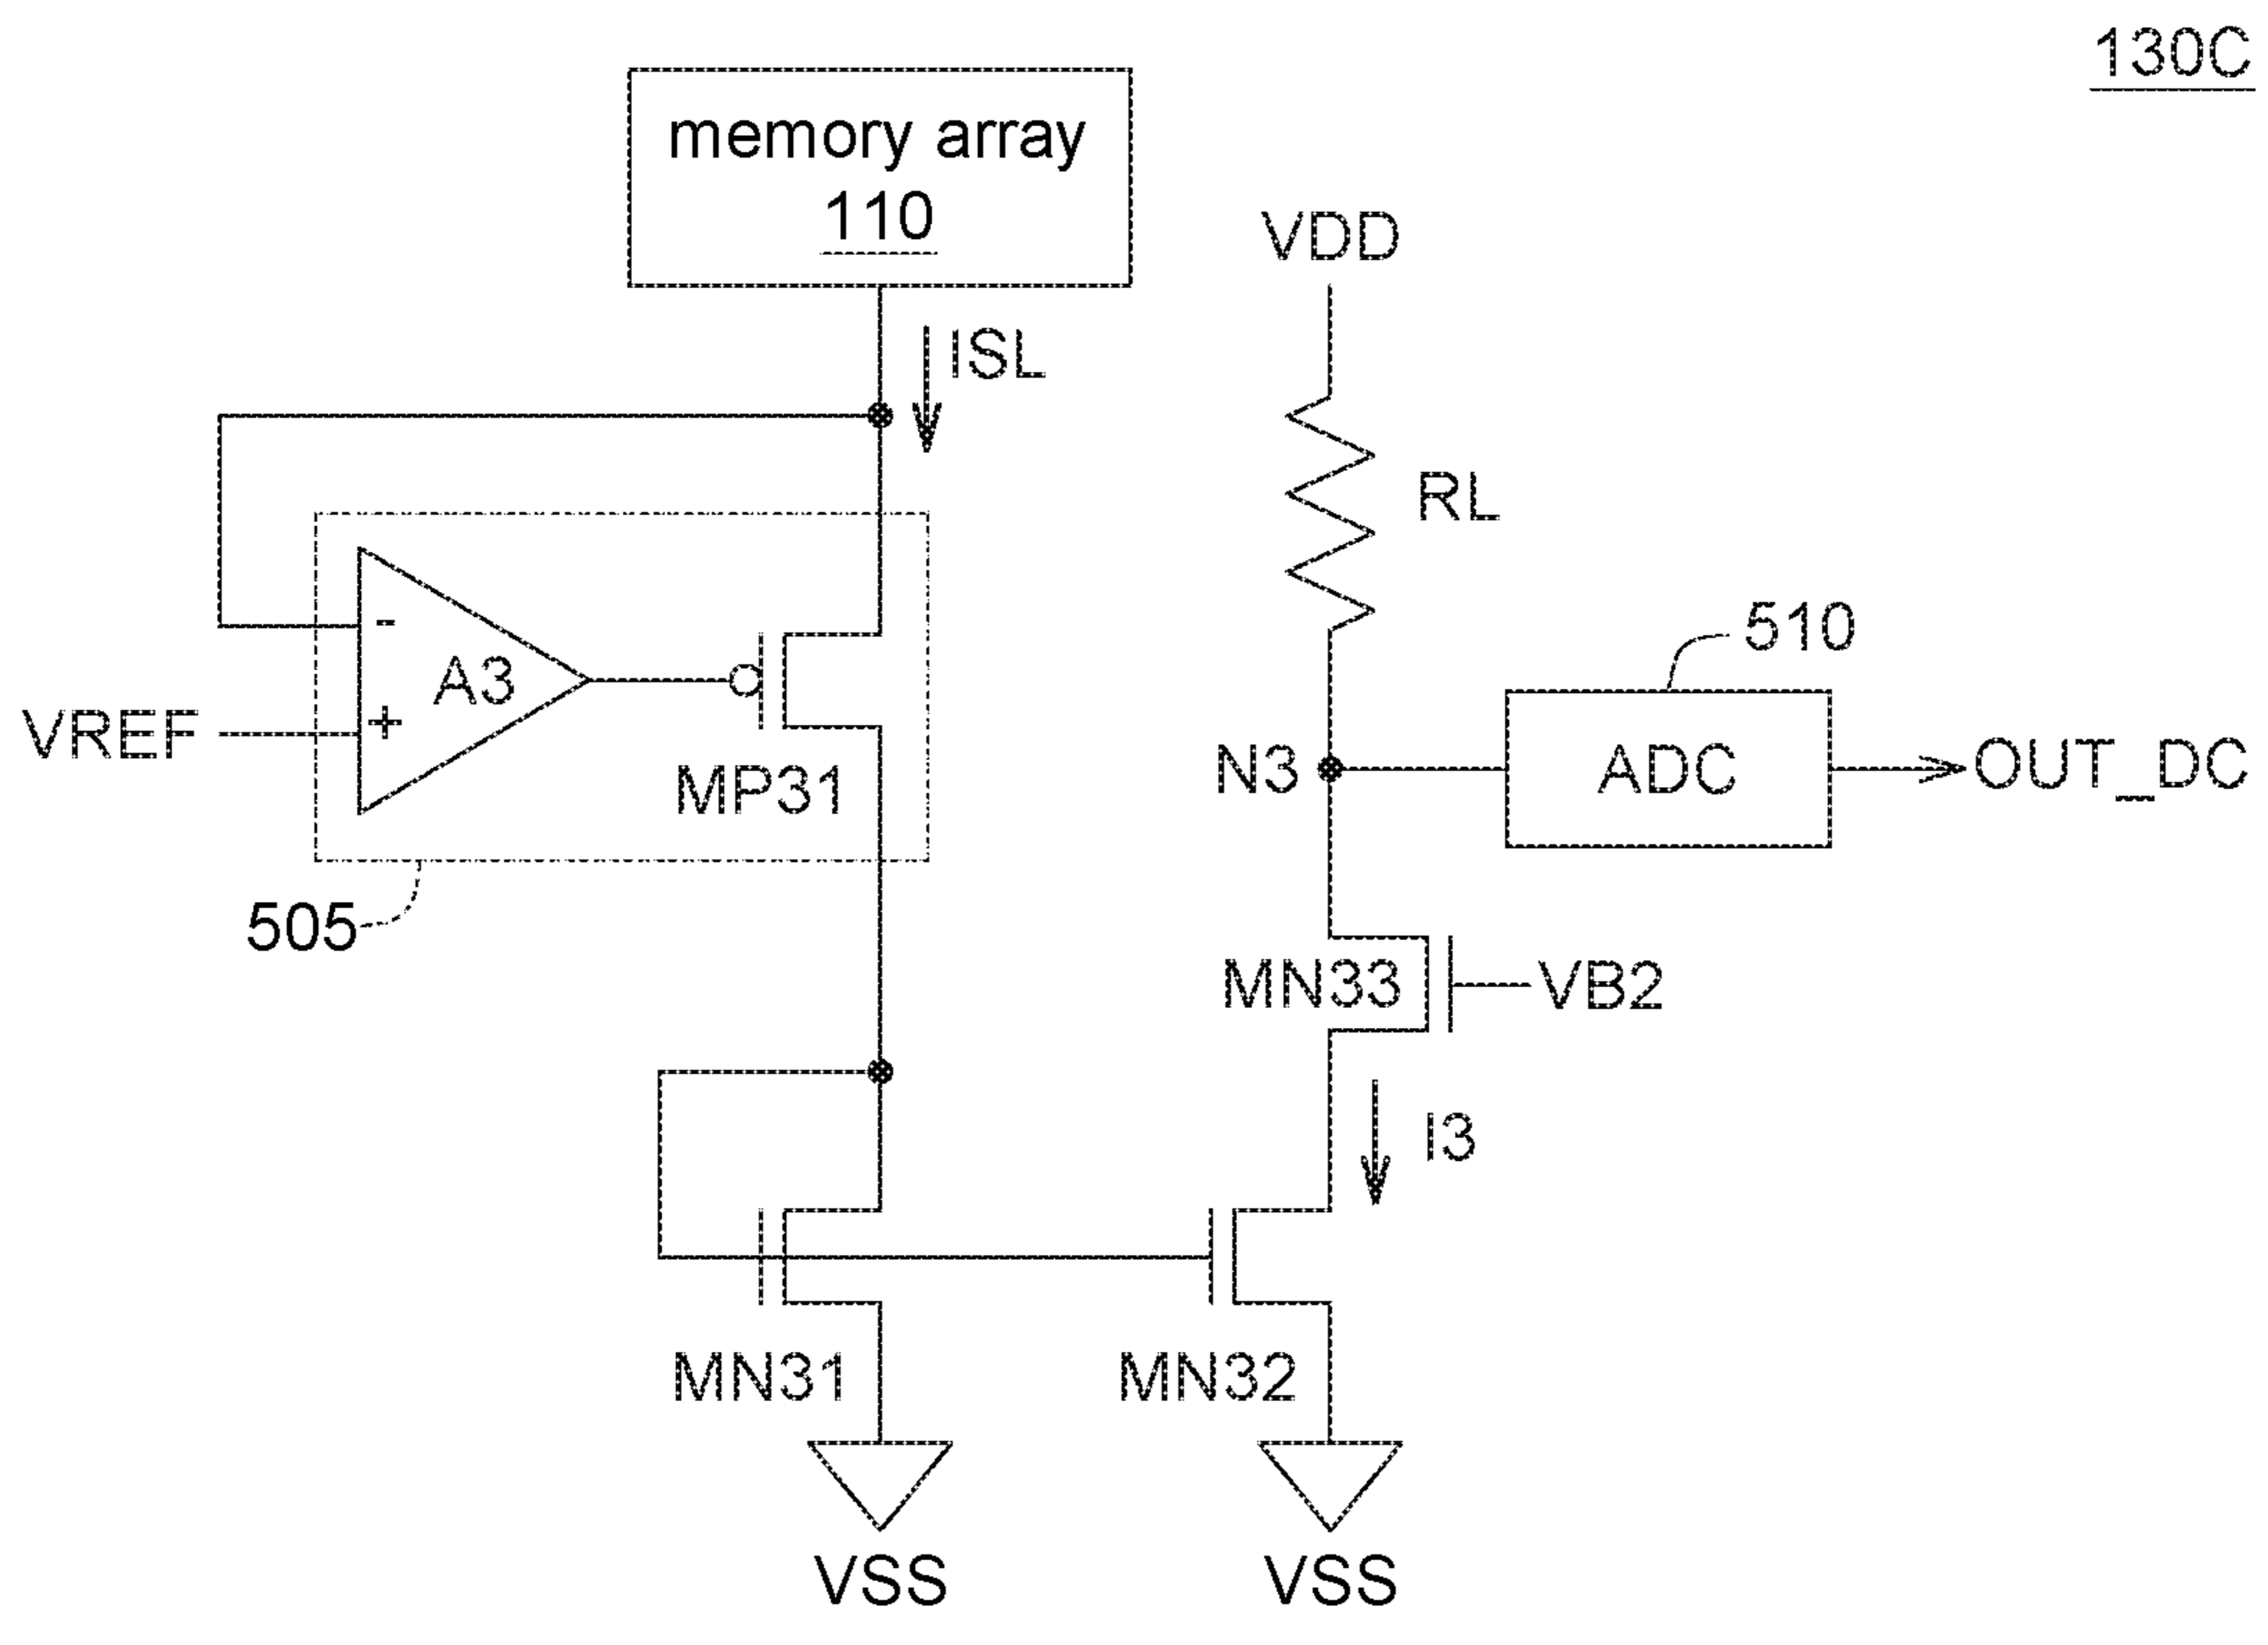 130C
memory array
110
VDD
ISL
RL
510
-
A3
+
VREF
MP31
N3
ADC
OUT_DC
505
MN33
VB2
I3
MN31
MN32
VSS
VSS